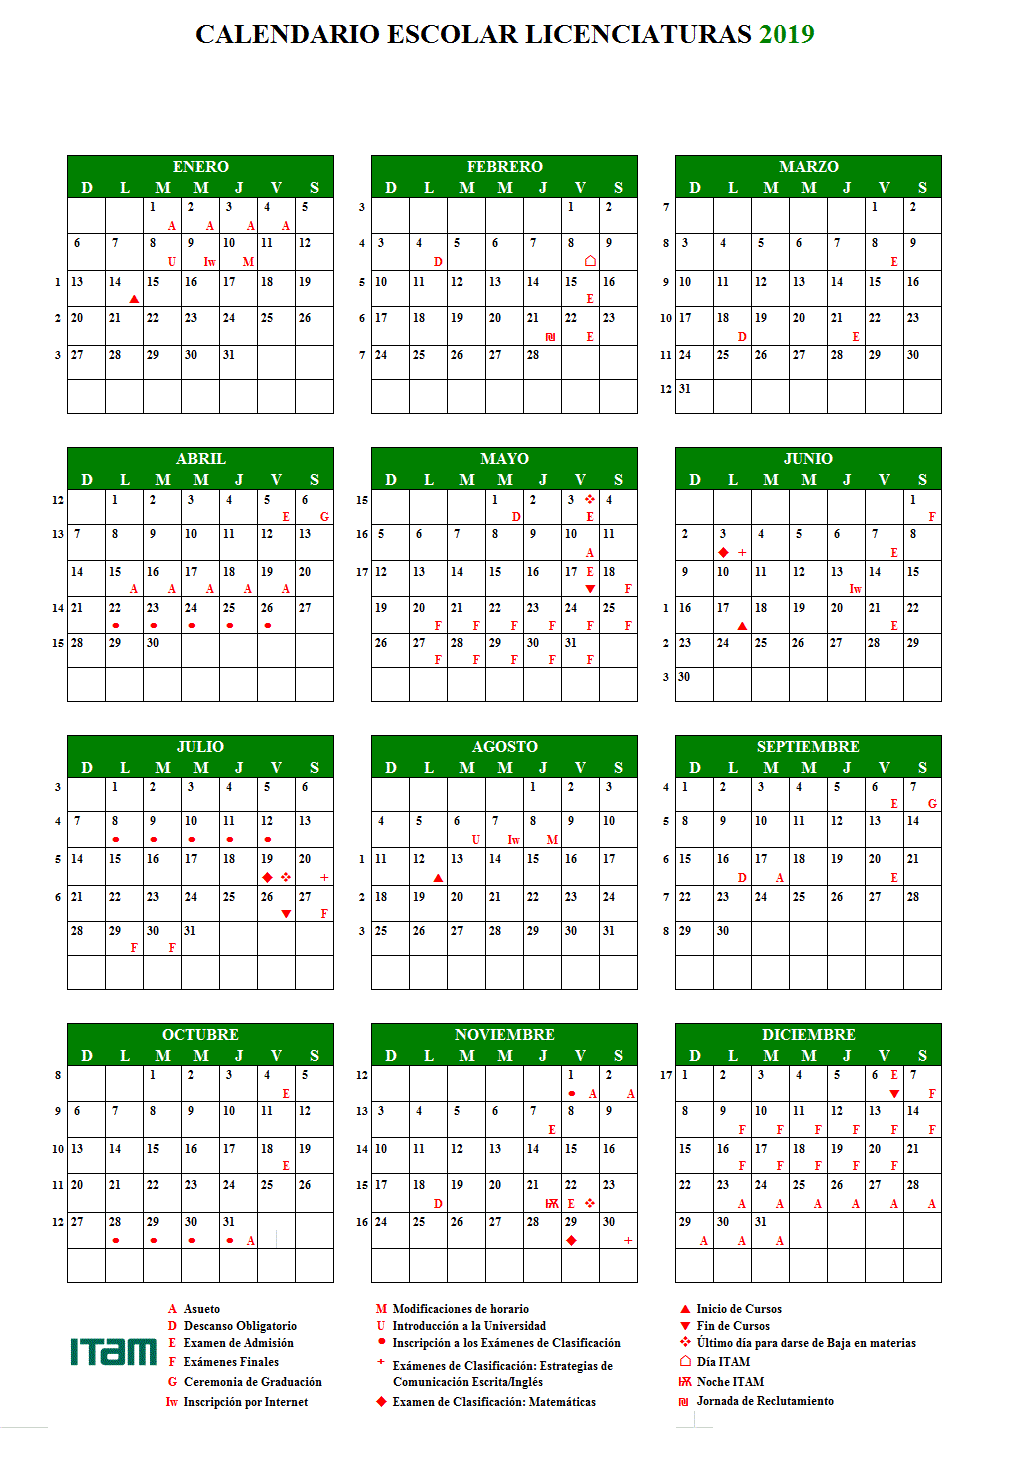 CALENDARIO ESCOLAR LICENCIATURAS 2019
ENERO
D L M M J V S
1 2 3 4 5
A A A A
6 7 8 9 10 11 12
U Iw M
1 13 14 15 16 17 18 19
▲
2 20 21 22 23 24 25 26
3 27 28 29 30 31
FEBRERO
D L M M J V S
3 1 2
4 3 4 5 6 7 8 9
D
5 10 11 12 13 14 15 16
E
6 17 18 19 20 21 22 23
₪ E
7 24 25 26 27 28
MARZO
D L M M J V S
7 1 2
8 3 4 5 6 7 8 9
E
9 10 11 12 13 14 15 16
10 17 18 19 20 21 22 23
D E
11 24 25 26 27 28 29 30
12 31
ABRIL
D L M M J V S
12 1 2 3 4 5 6
E G
13 7 8 9 10 11 12 13
14 15 16 17 18 19 20
A A A A A
14 21 22 23 24 25 26 27
● ● ● ● ●
15 28 29 30
MAYO
D L M M J V S
15 1 2 3 ❖ 4
D E
16 5 6 7 8 9 10 11
A
17 12 13 14 15 16 17 E 18
▼ F
19 20 21 22 23 24 25
F F F F F F
26 27 28 29 30 31
F F F F F
JUNIO
D L M M J V S
1
F
2 3 4 5 6 7 8
◆ + E
9 10 11 12 13 14 15
Iw
1 16 17 18 19 20 21 22
▲ E
2 23 24 25 26 27 28 29
3 30
JULIO
D L M M J V S
3 1 2 3 4 5 6
4 7 8 9 10 11 12 13
● ● ● ● ●
5 14 15 16 17 18 19 20
◆ ❖ +
6 21 22 23 24 25 26 27
▼ F
28 29 30 31
F F
AGOSTO
D L M M J V S
1 2 3
4 5 6 7 8 9 10
U Iw M
1 11 12 13 14 15 16 17
▲
2 18 19 20 21 22 23 24
3 25 26 27 28 29 30 31
SEPTIEMBRE
D L M M J V S
4 1 2 3 4 5 6 7
E G
5 8 9 10 11 12 13 14
6 15 16 17 18 19 20 21
D A E
7 22 23 24 25 26 27 28
8 29 30
OCTUBRE
D L M M J V S
8 1 2 3 4 5
E
9 6 7 8 9 10 11 12
10 13 14 15 16 17 18 19
E
11 20 21 22 23 24 25 26
12 27 28 29 30 31
● ● ● ● A
NOVIEMBRE
D L M M J V S
12 1 2
● A A
13 3 4 5 6 7 8 9
E
14 10 11 12 13 14 15 16
15 17 18 19 20 21 22 23
D Ѭ E ❖
16 24 25 26 27 28 29 30
◆ +
DICIEMBRE
D L M M J V S
17 1 2 3 4 5 6 E 7
▼ F
8 9 10 11 12 13 14
F F F F F F
15 16 17 18 19 20 21
F F F F F
22 23 24 25 26 27 28
A A A A A A
29 30 31
A A A
ITAM
A Asueto
D Descanso Obligatorio
E Examen de Admisión
F Exámenes Finales
G Ceremonia de Graduación
Iw Inscripción por Internet
M Modificaciones de horario
U Introducción a la Universidad
● Inscripción a los Exámenes de Clasificación
+ Exámenes de Clasificación: Estrategias de
Comunicación Escrita/Inglés
◆ Examen de Clasificación: Matemáticas
▲ Inicio de Cursos
▼ Fin de Cursos
❖ Último día para darse de Baja en materias
Día ITAM
Ѭ Noche ITAM
₪ Jornada de Reclutamiento